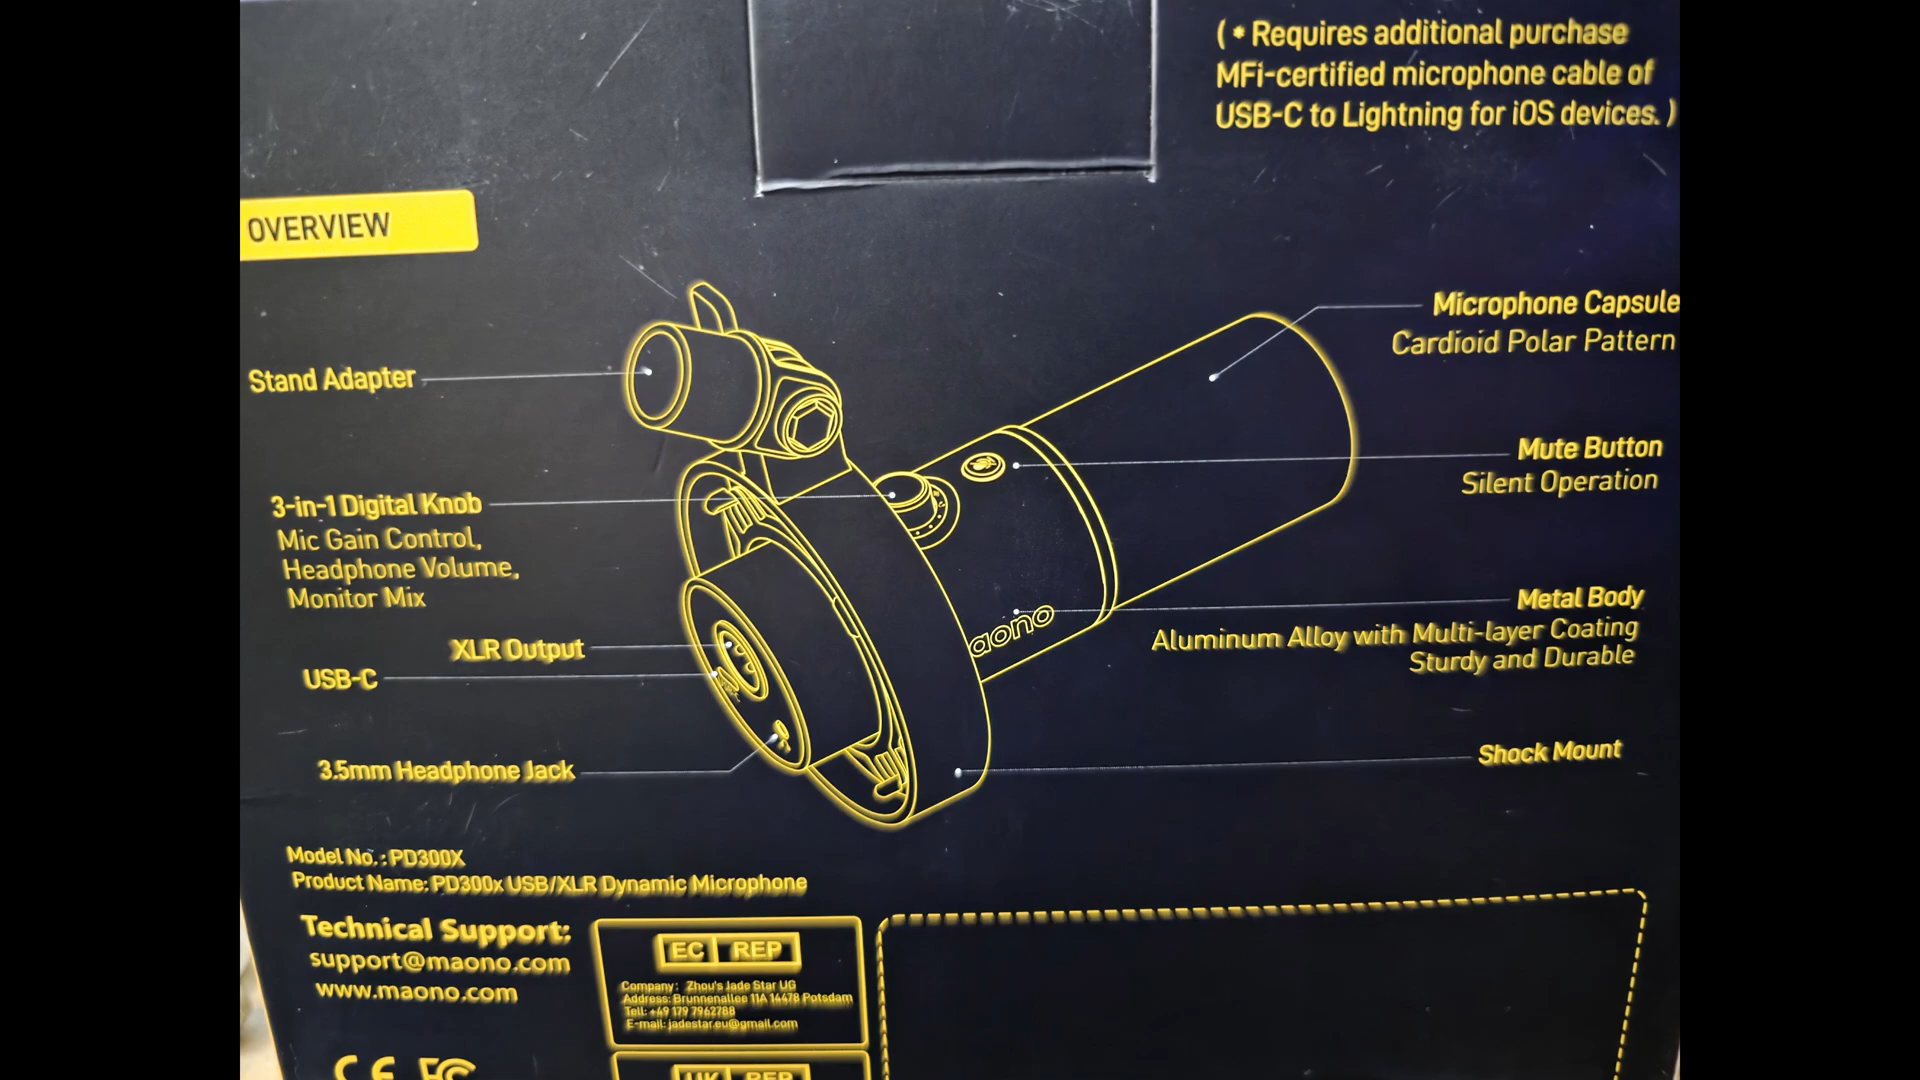 ( * Requires additional purchase
MFi-certified microphone cable of
USB-C to Lightning for iOS devices. )
OVERVIEW
Microphone Capsule
Cardioid Polar Pattern
Stand Adapter
Mute Button
Silent Operation
3-in-1 Digital Knob
Mic Gain Control,
Headphone Volume,
Monitor Mix
Metal Body
Aluminum Alloy with Multi-layer Coating
Sturdy and Durable
maono
XLR Output
USB-C
Shock Mount
3.5mm Headphone Jack
Model No. : PD300X
Product Name: PD300x USB/XLR Dynamic Microphone
Technical Support:
support@maono.com
www.maono.com
EC REP
Company: Zhou's Jade Star UG
Address: Brunnenallee 11A 14478 Potsdam
Tell: +49 179 7962788
E-mail: jadestar.eu@gmail.com
CE FC
UK REP